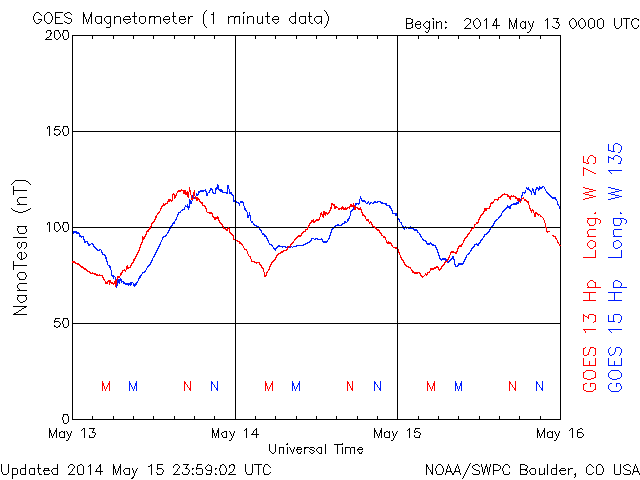 GOES Magnetometer (1 minute data)
Begin: 2014 May 13 0000 UTC
200
150
100
50
0
NanoTesla (nT)
M M N N M M N N M M N N
May 13 May 14 May 15 May 16
Universal Time
GOES 13 Hp Long. W 75
GOES 15 Hp Long. W 135
Updated 2014 May 15 23:59:02 UTC
NOAA/SWPC Boulder, CO USA